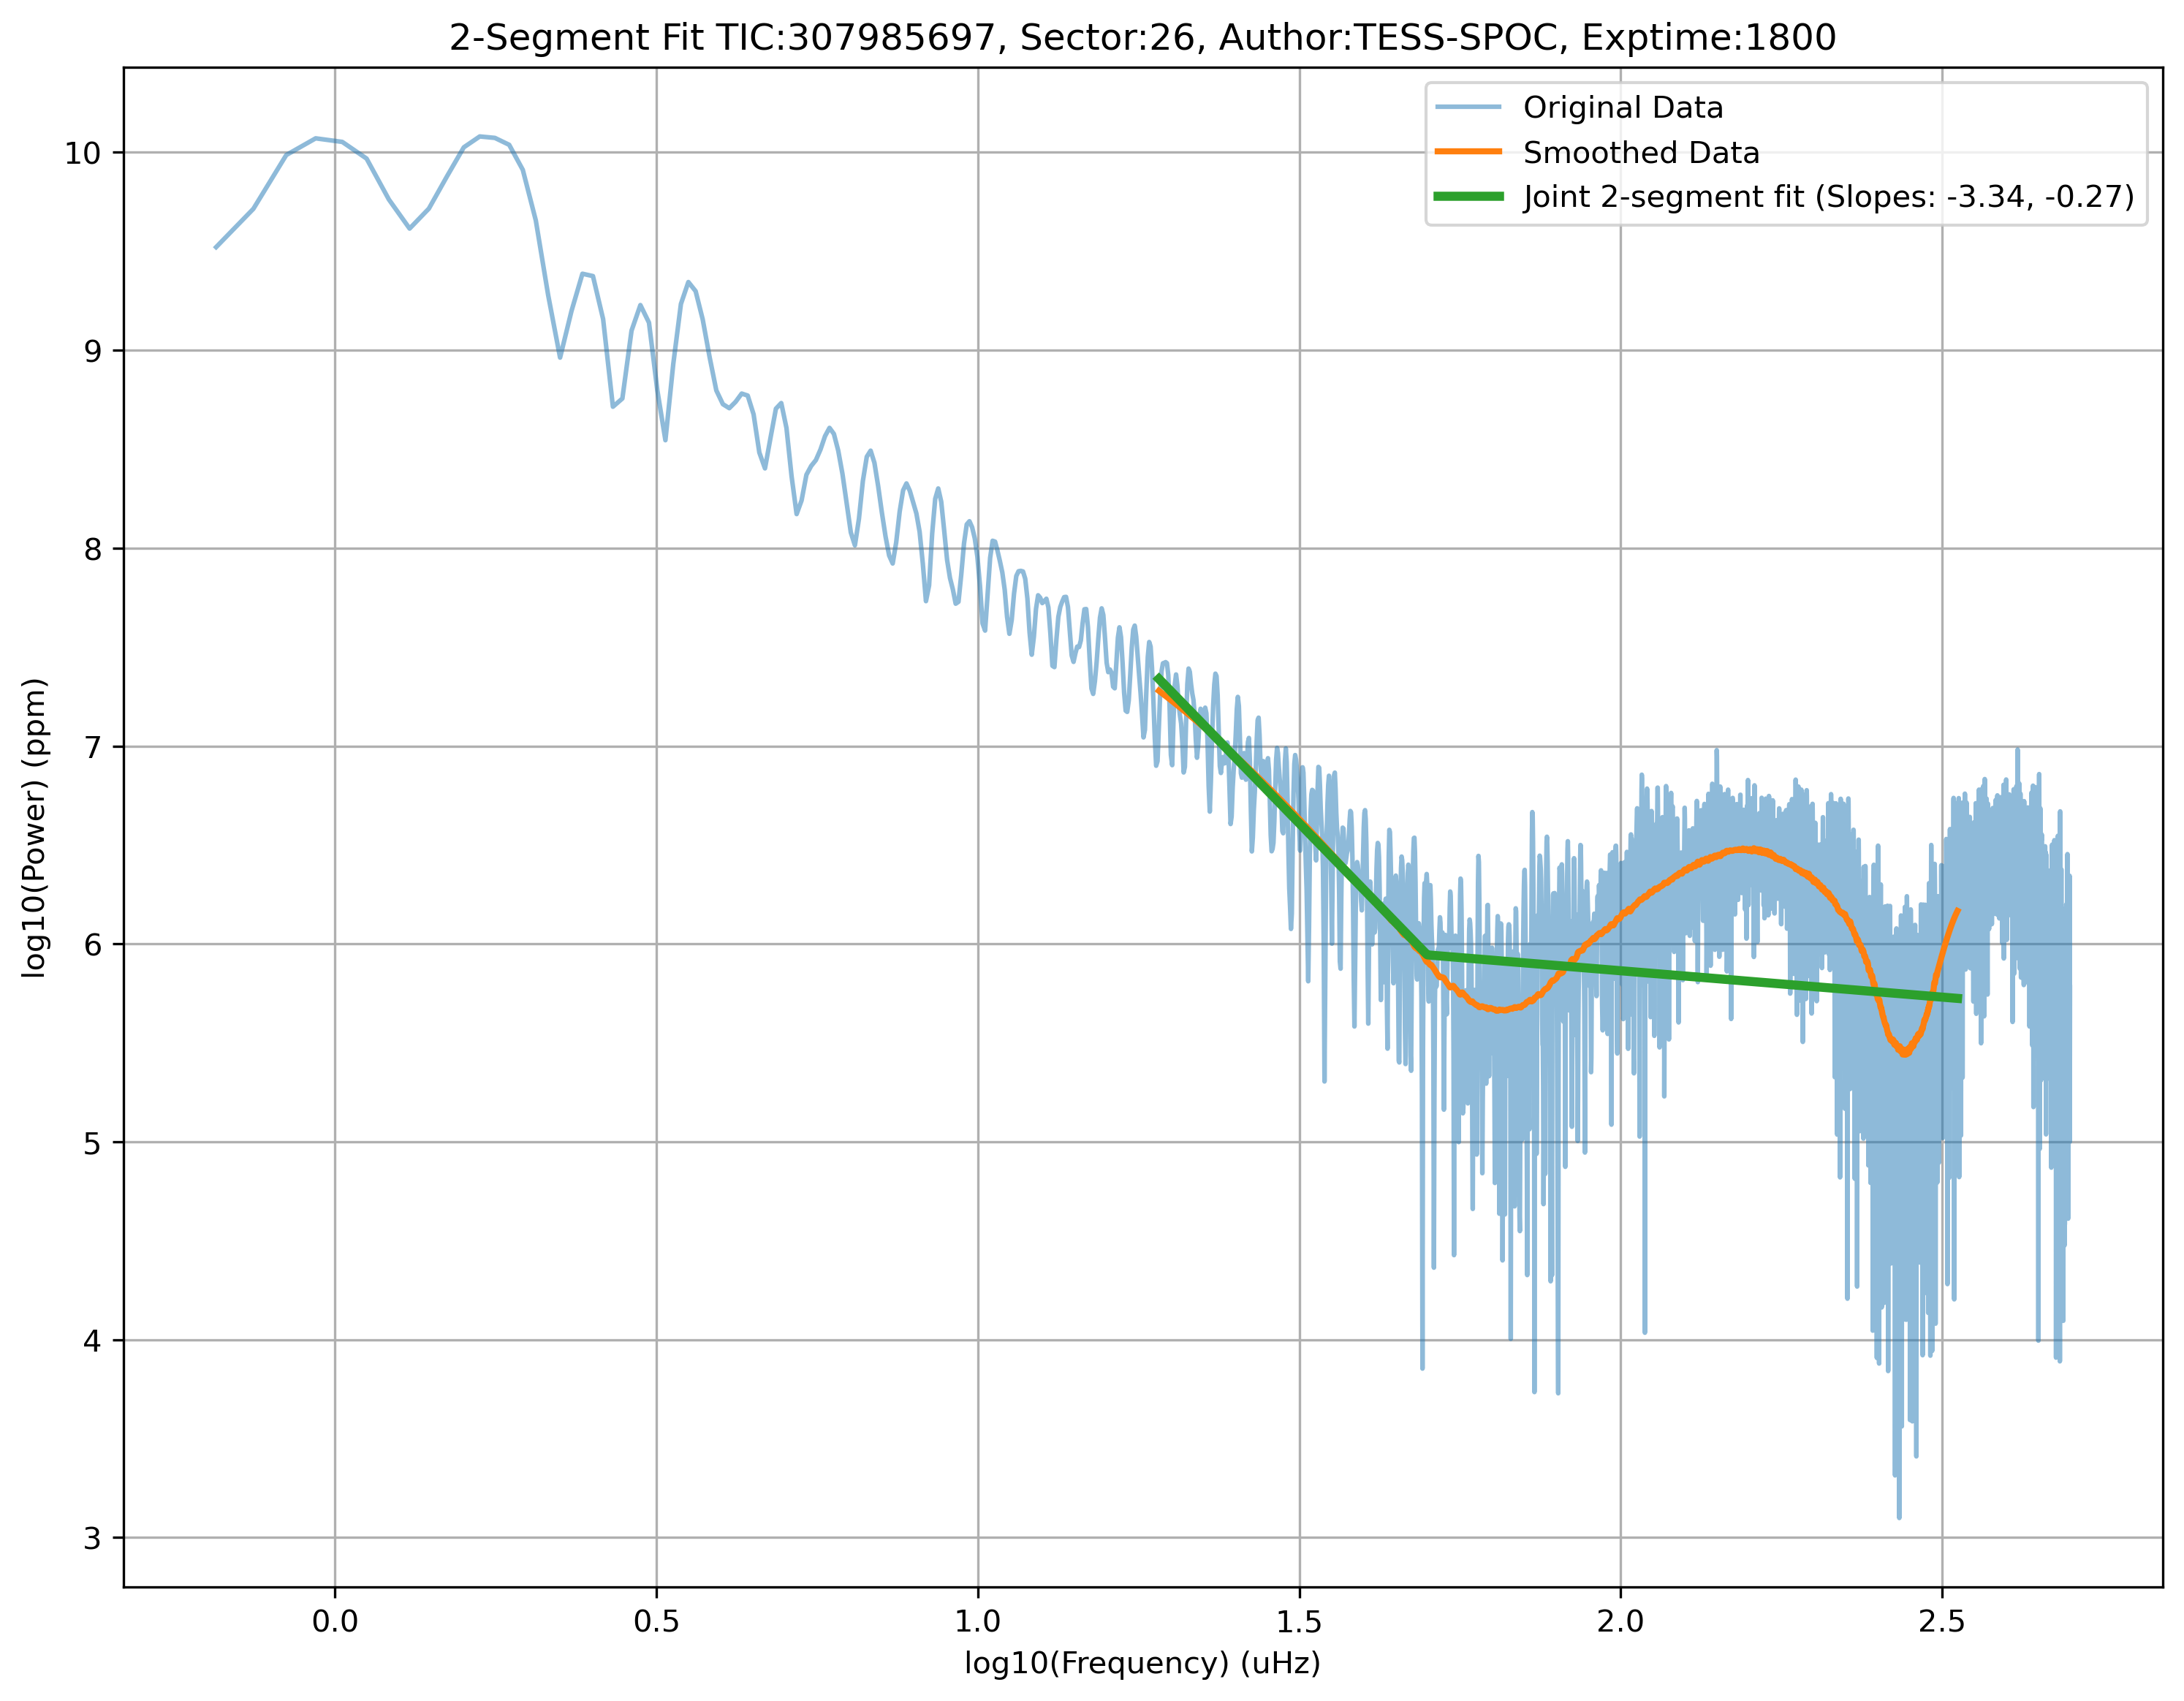 2-Segment Fit TIC:307985697, Sector:26, Author:TESS-SPOC, Exptime:1800
Original Data
Smoothed Data
Joint 2-segment fit (Slopes: -3.34, -0.27)
log10(Power) (ppm)
10
9
8
7
6
5
4
3
0.0
0.5
1.0
1.5
2.0
2.5
log10(Frequency) (uHz)